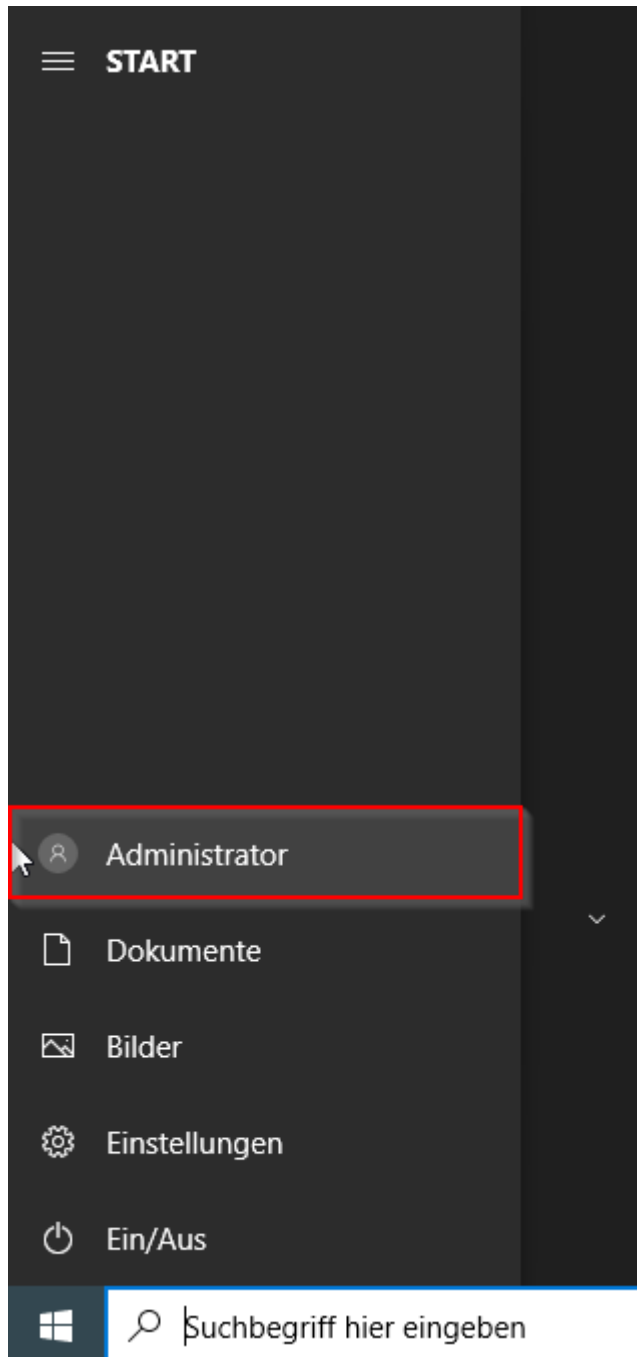 START
Administrator
Dokumente
Bilder
Einstellungen
Ein/Aus
Suchbegriff hier eingeben